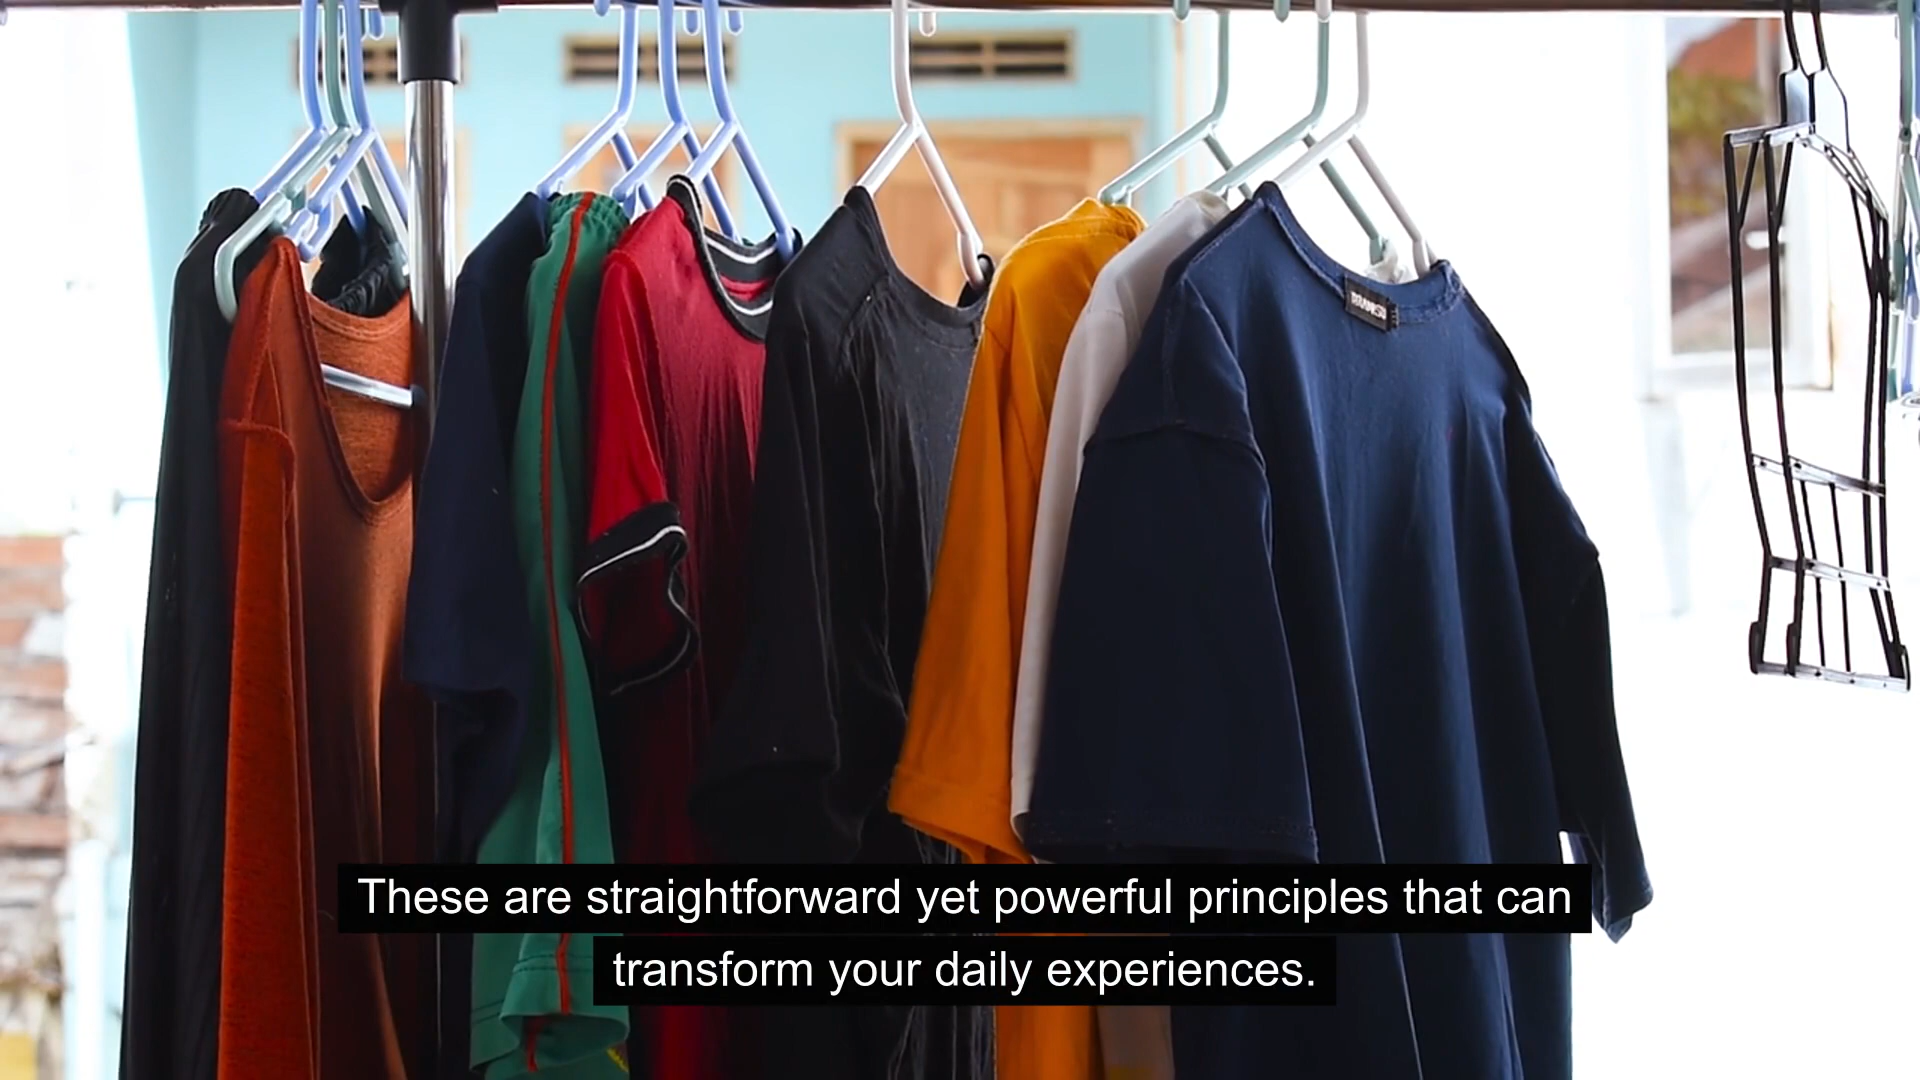 These are straightforward yet powerful principles that can
transform your daily experiences.